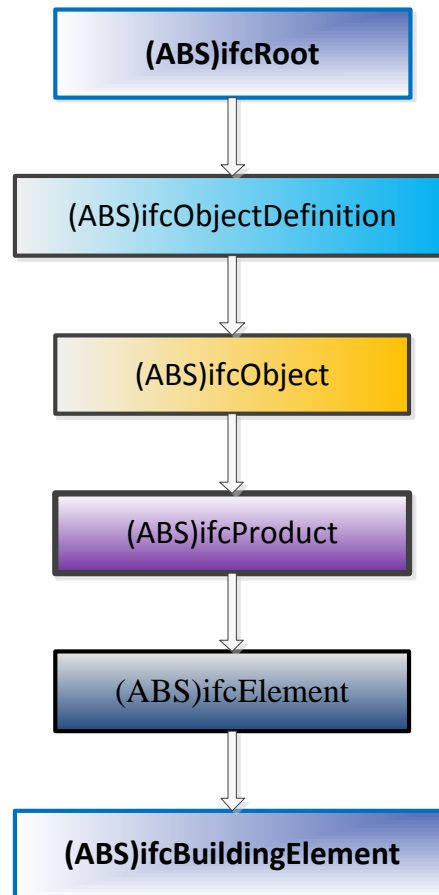 (ABS)ifcRoot
(ABS)ifcObjectDefinition
(ABS)ifcObject
(ABS)ifcProduct
(ABS)ifcElement
(ABS)ifcBuildingElement